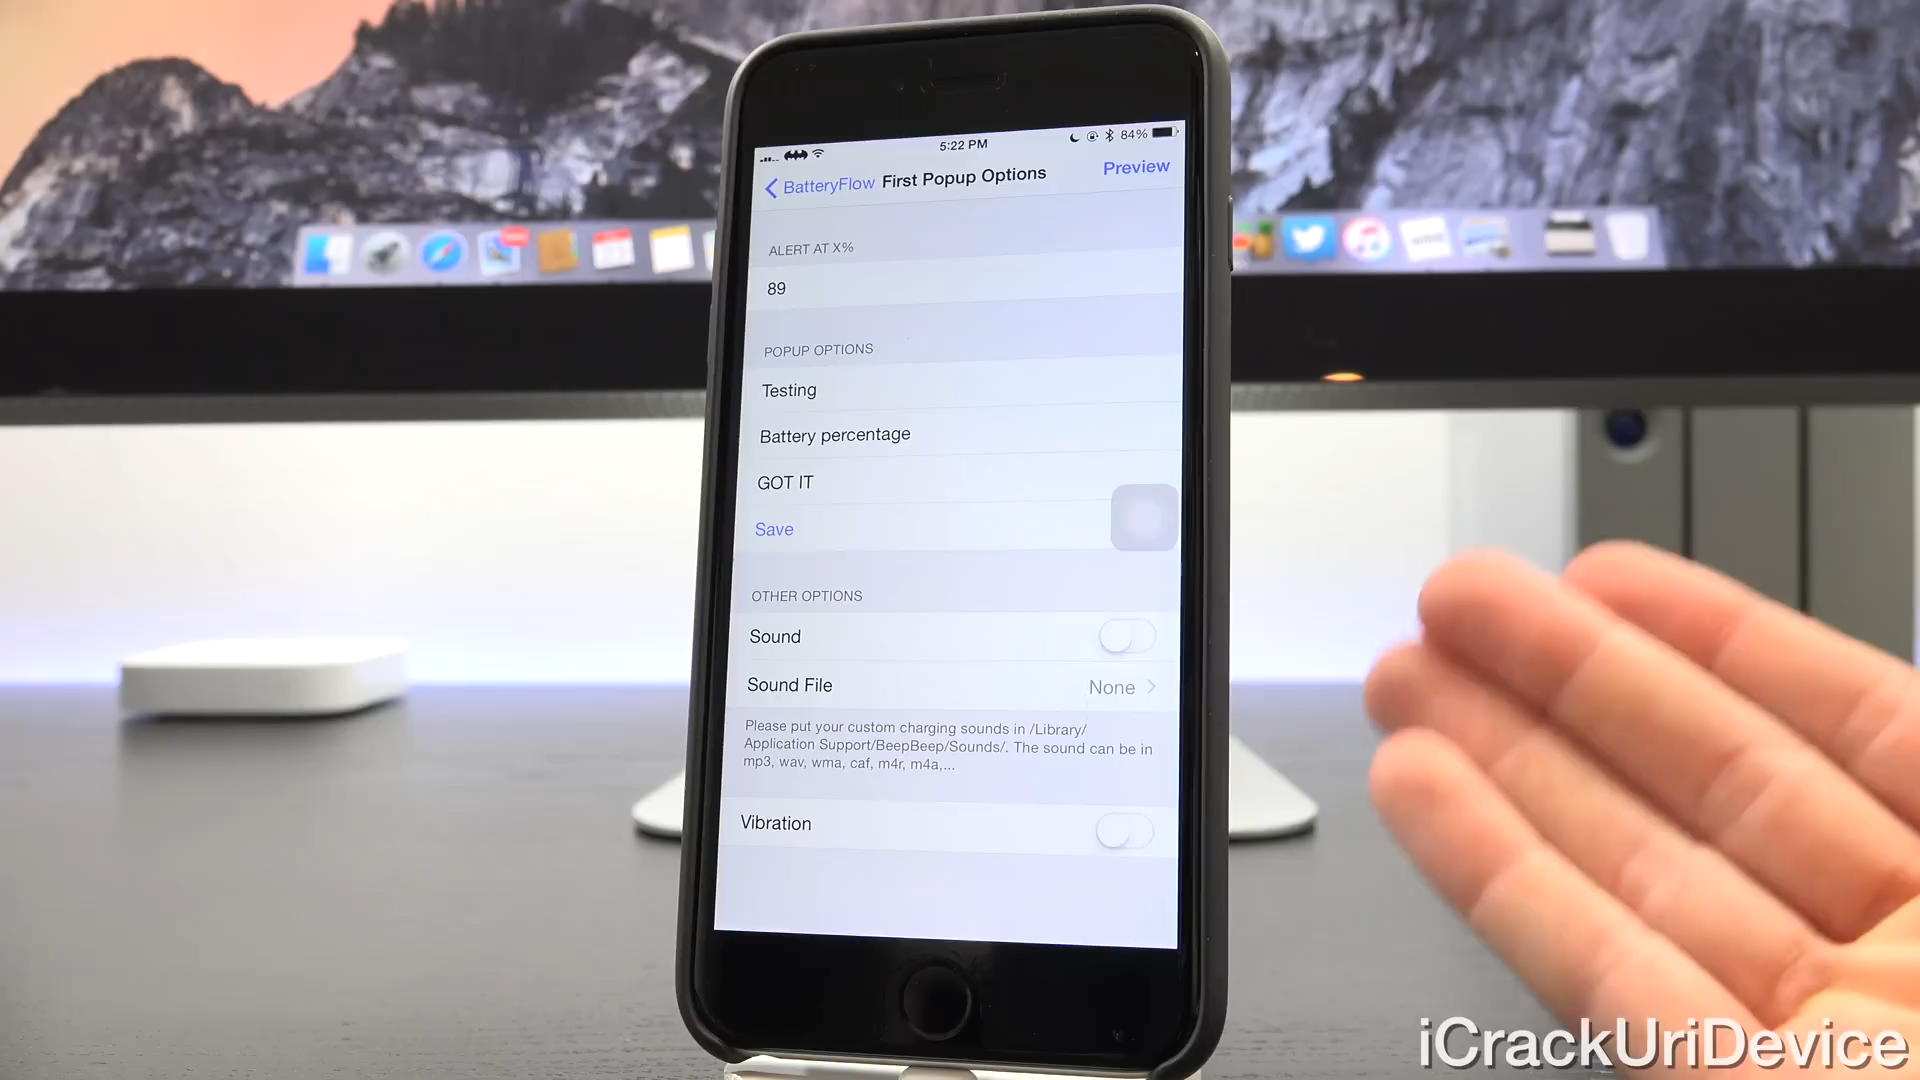 5:22 PM
84%
BatteryFlow
First Popup Options
Preview
ALERT AT X%
89
POPUP OPTIONS
Testing
Battery percentage
GOT IT
Save
OTHER OPTIONS
Sound
Sound File
None
Please put your custom charging sounds in /Library/
Application Support/BeepBeep/Sounds/. The sound can be in
mp3, wav, wma, caf, m4r, m4a,...
Vibration
iCrackUriDevice